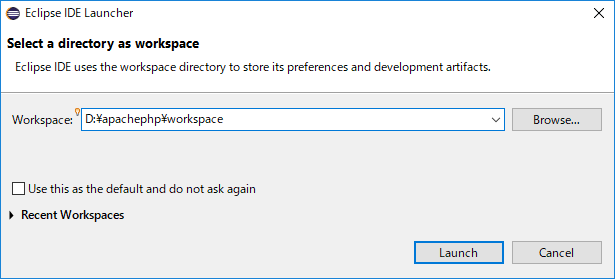 Eclipse IDE Launcher
Select a directory as workspace
Eclipse IDE uses the workspace directory to store its preferences and development artifacts.
Workspace: D:¥apachephp¥workspace Browse...
Use this as the default and do not ask again
Recent Workspaces
Launch Cancel